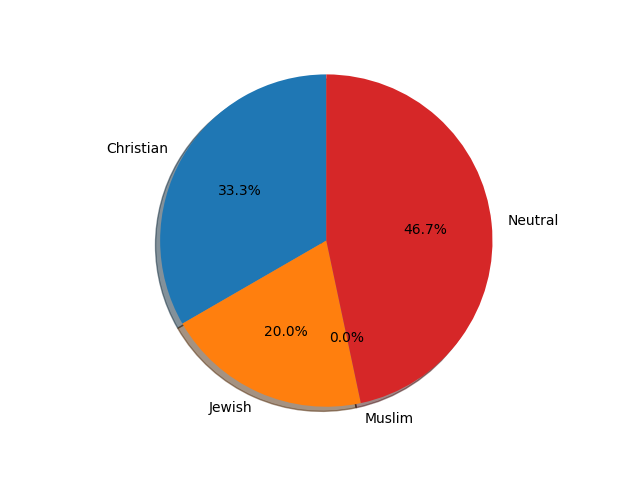 Christian
33.3%
Neutral
46.7%
20.0%
0.0%
Jewish
Muslim